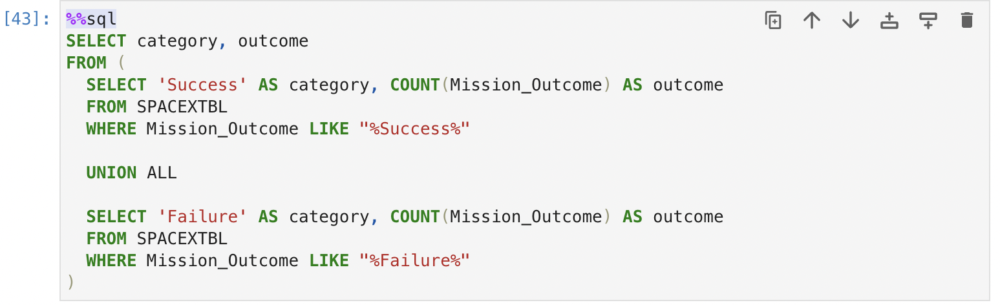 [43]: %%sql
SELECT category, outcome
FROM (
  SELECT 'Success' AS category, COUNT(Mission_Outcome) AS outcome
  FROM SPACEXTBL
  WHERE Mission_Outcome LIKE "%Success%"

  UNION ALL

  SELECT 'Failure' AS category, COUNT(Mission_Outcome) AS outcome
  FROM SPACEXTBL
  WHERE Mission_Outcome LIKE "%Failure%"
)